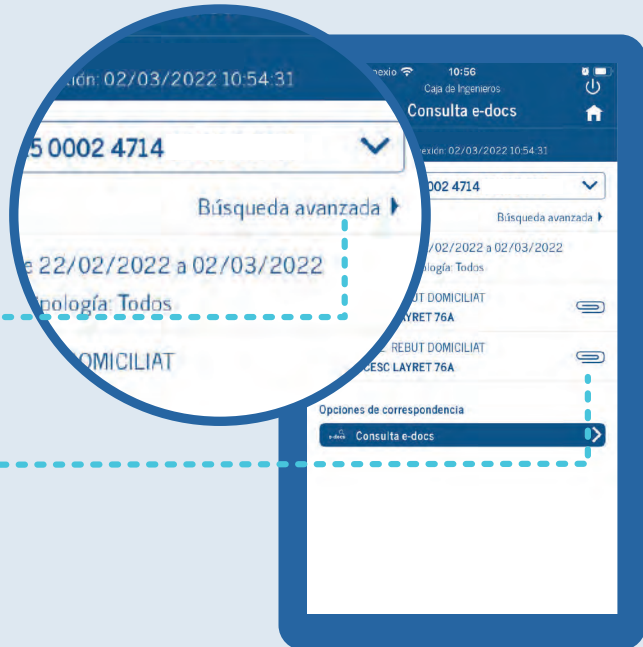 ión: 02/03/2022 10:54:31
5 0002 4714
Búsqueda avanzada
e 22/02/2022 a 02/03/2022
ipología: Todos
OMICILIAT
nexio 10:56
Caja de Ingenieros
Consulta e-docs
exión: 02/03/2022 10:54:31
002 4714
Búsqueda avanzada
/02/2022 a 02/03/2022
ología: Todos
BUT DOMICILIAT
AYRET 76A
REBUT DOMICILIAT
CESC LAYRET 76A
Opciones de correspondencia
e-docs Consulta e-docs